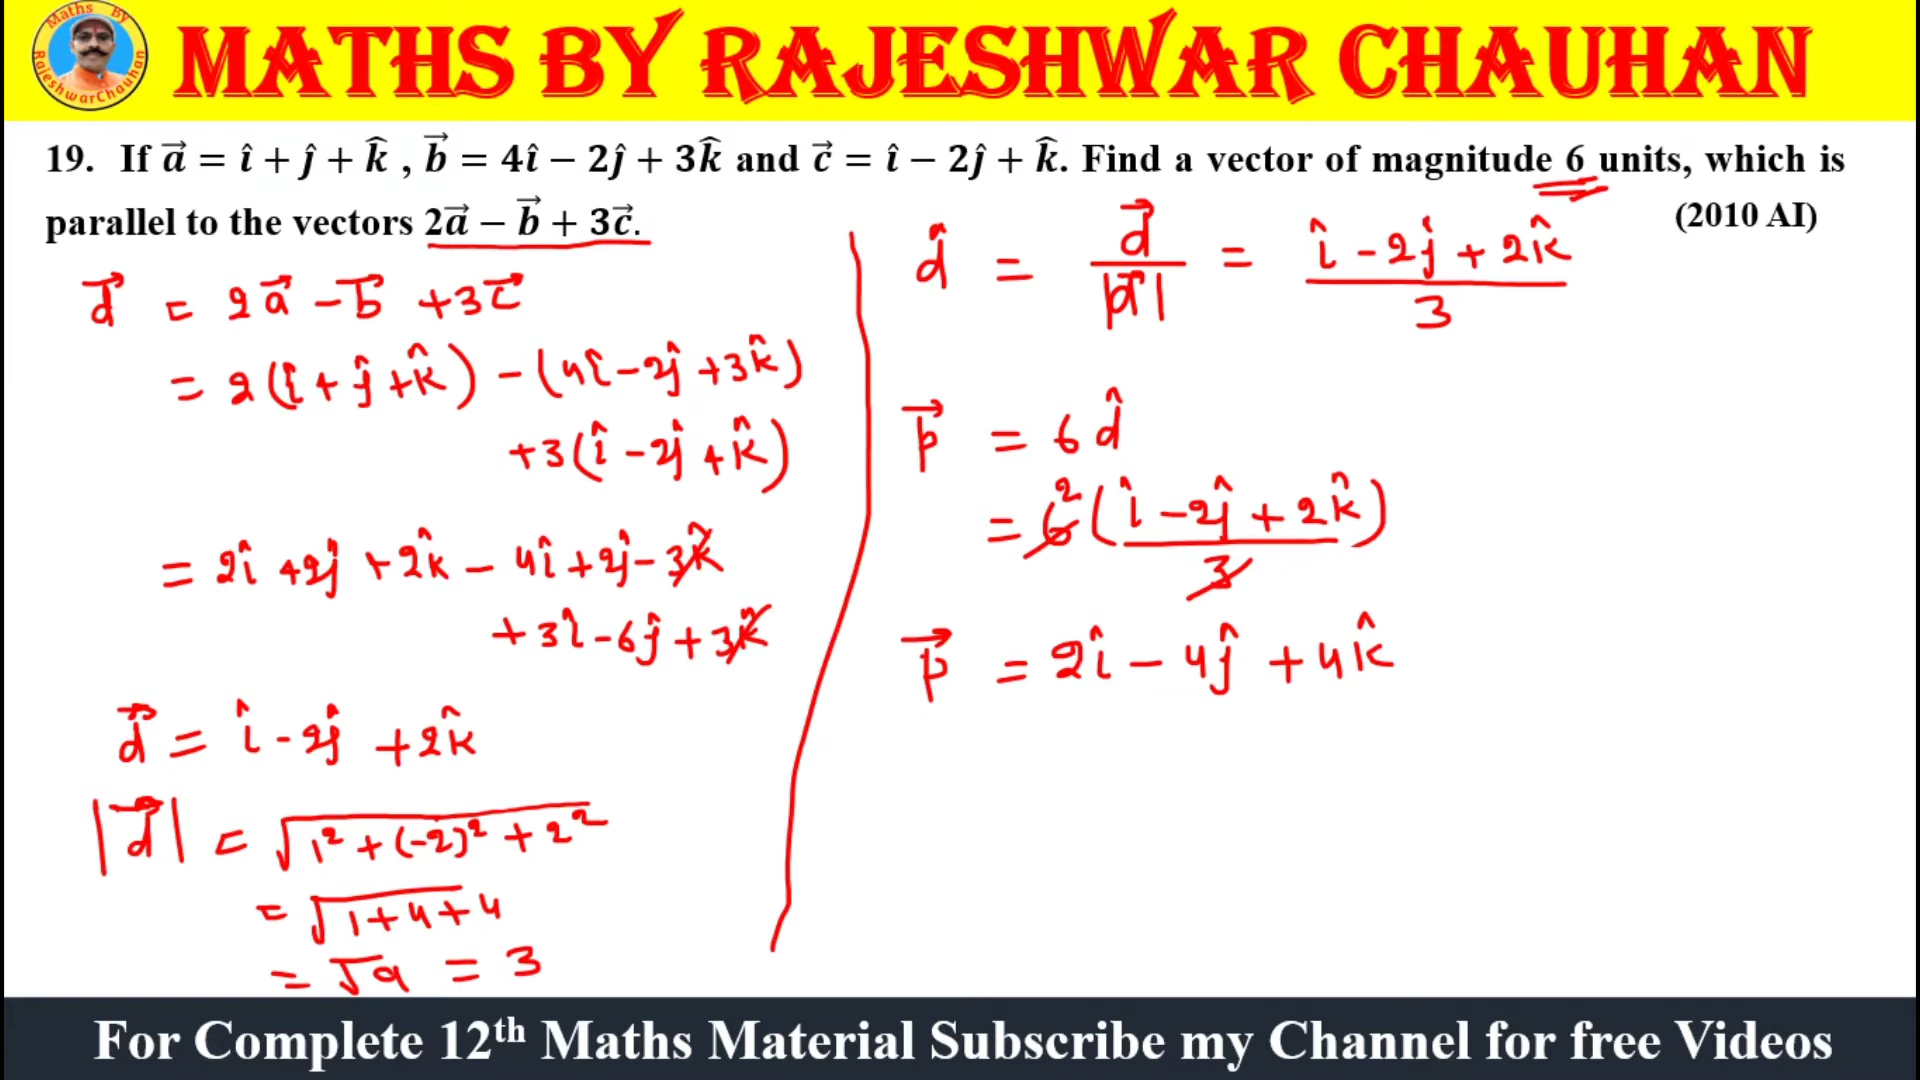 Maths By
RajeshwarChauhan
MATHS BY RAJESHWAR CHAUHAN
19. If a⃗ = î + ĵ + k̂ , b⃗ = 4î − 2ĵ + 3k̂ and c⃗ = î − 2ĵ + k̂. Find a vector of magnitude 6 units, which is
parallel to the vectors 2a⃗ − b⃗ + 3c⃗.
(2010 AI)
d⃗ = 2a⃗ − b⃗ + 3c⃗
= 2(î + ĵ + k̂) − (4î − 2ĵ + 3k̂)
+3(î − 2ĵ + k̂)
= 2î + 2ĵ + 2k̂ − 4î + 2ĵ − 3k̂
+ 3î − 6ĵ + 3k̂
d⃗ = î − 2ĵ + 2k̂
|d⃗| = √1² + (−2)² + 2²
= √1+4+4
= √9 = 3
d̂ = d⃗/|d⃗| = î − 2ĵ + 2k̂/3
p⃗ = 6d̂
= 6 2 (î − 2ĵ + 2k̂)/3
p⃗ = 2î − 4ĵ + 4k̂
For Complete 12th Maths Material Subscribe my Channel for free Videos